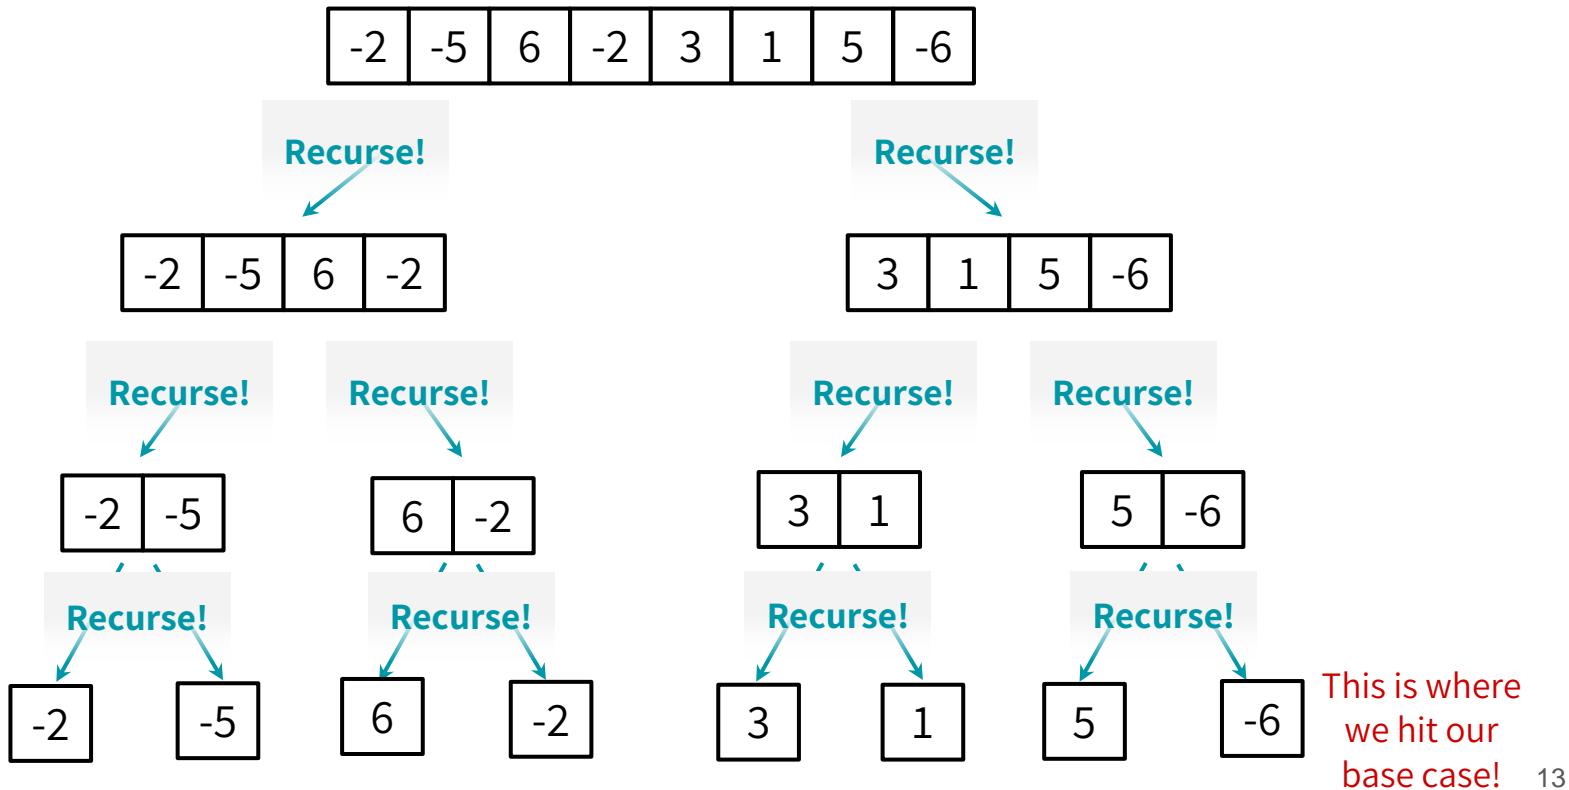 -2 -5 6 -2 3 1 5 -6
Recurse! Recurse!
-2 -5 6 -2 3 1 5 -6
Recurse! Recurse! Recurse! Recurse!
-2 -5 6 -2 3 1 5 -6
Recurse! Recurse! Recurse! Recurse!
-2 -5 6 -2 3 1 5 -6
This is where
we hit our
base case!
13